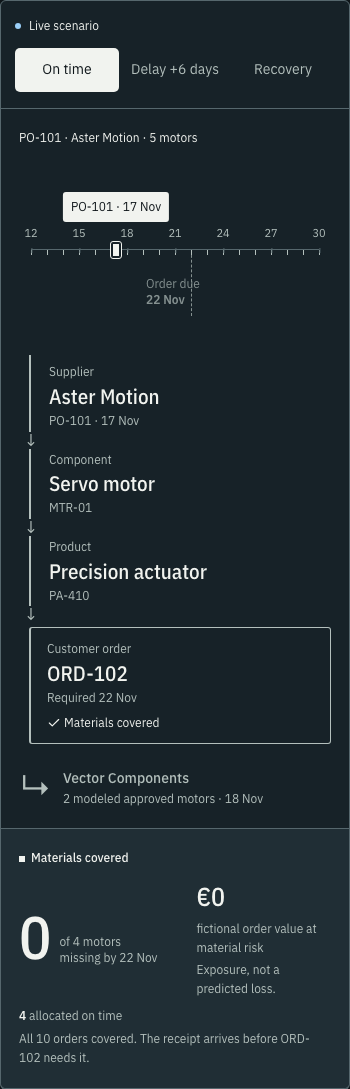 Live scenario
On time
Delay +6 days
Recovery
PO-101 · Aster Motion · 5 motors
PO-101 · 17 Nov
12 15 18 21 24 27 30
Order due
22 Nov
Supplier
Aster Motion
PO-101 · 17 Nov
Component
Servo motor
MTR-01
Product
Precision actuator
PA-410
Customer order
ORD-102
Required 22 Nov
Materials covered
Vector Components
2 modeled approved motors · 18 Nov
Materials covered
0
of 4 motors
missing by 22 Nov
€0
fictional order value at
material risk
Exposure, not a
predicted loss.
4 allocated on time
All 10 orders covered. The receipt arrives before ORD-
102 needs it.